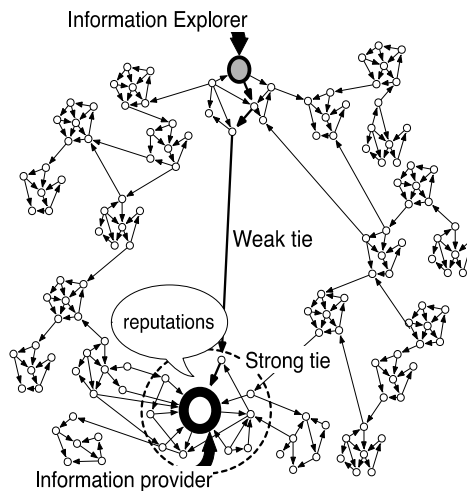 Information Explorer
Weak tie
reputations
Strong tie
Information provider